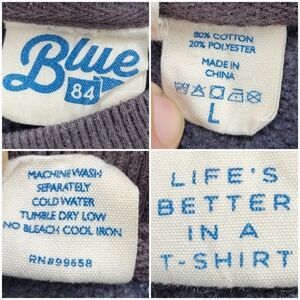 Blue
84
80% COTTON
20% POLYESTER
MADE IN
CHINA
L
MACHINE WASH
SEPARATELY
COLD WATER
TUMBLE DRY LOW
NO BLEACH COOL IRON
RN#99658
LIFE'S
BETTER
IN A
T-SHIRT